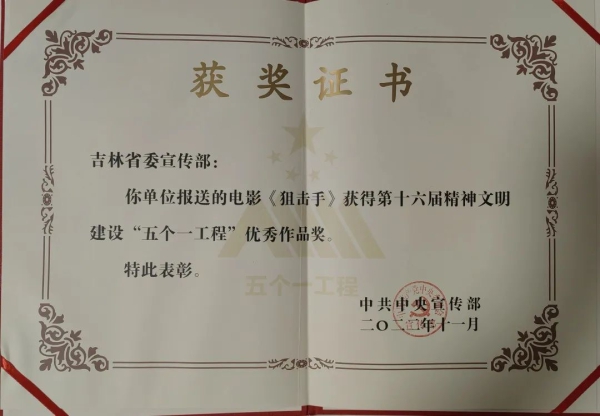 获奖证书
吉林省委宣传部：
你单位报送的电影《狙击手》获得第十六届精神文明
建设“五个一工程”优秀作品奖。
特此表彰。
五个一工程
中共中央宣传部
二〇二二年十一月